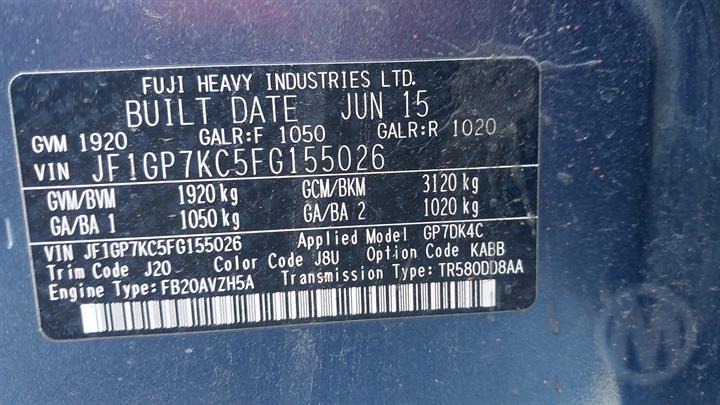 FUJI HEAVY INDUSTRIES LTD.
BUILT DATE JUN 15
GVM 1920 GALR:F 1050 GALR:R 1020
VIN JF1GP7KC5FG155026
GVM/BVM 1920 kg GCM/BKM 3120 kg
GA/BA 1 1050 kg GA/BA 2 1020 kg
VIN JF1GP7KC5FG155026 Applied Model GP7DK4C
Trim Code J20 Color Code J8U Option Code KABB
Engine Type:FB20AVZH5A Transmission Type:TR580DD8AA
M